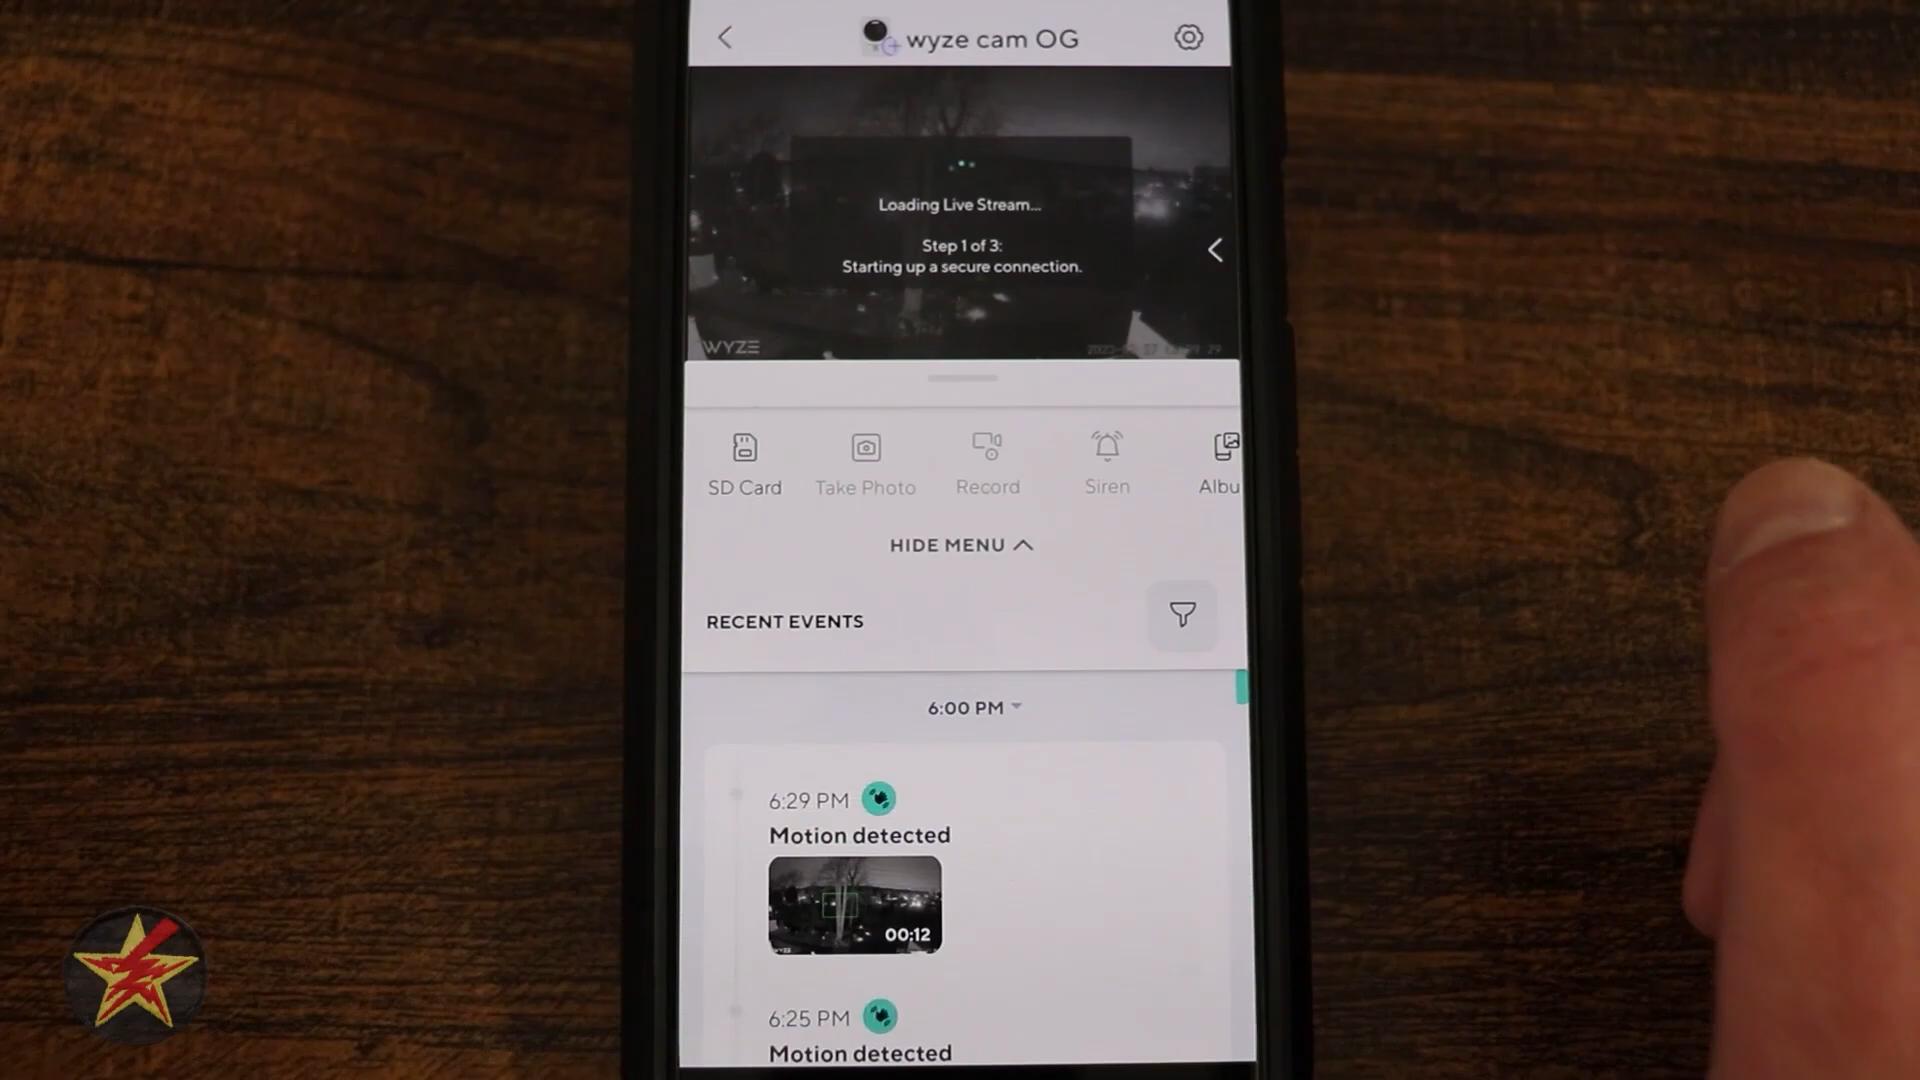 wyze cam OG
Loading Live Stream...
Step 1 of 3:
Starting up a secure connection.
WYZE
SD Card
Take Photo
Record
Siren
Albu
HIDE MENU
RECENT EVENTS
6:00 PM
6:29 PM
Motion detected
00:12
6:25 PM
Motion detected